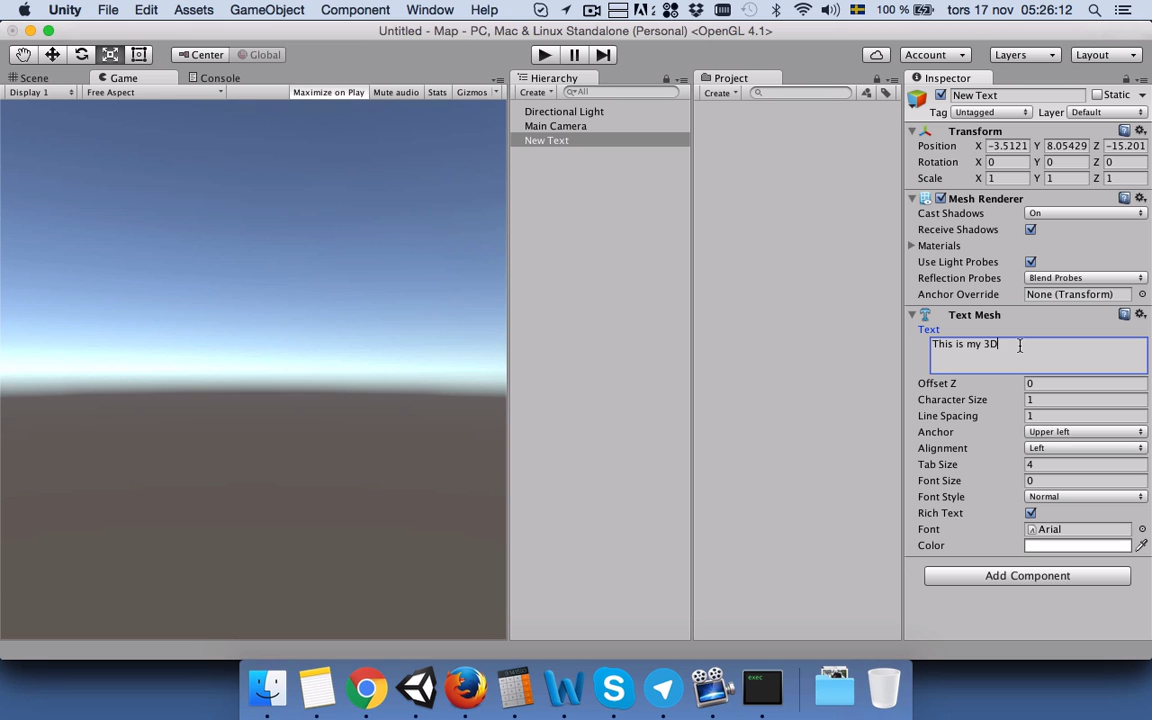 Unity File Edit Assets GameObject Component Window Help 100 % tors 17 nov 05:26:12
Untitled - Map - PC, Mac & Linux Standalone (Personal) <OpenGL 4.1>
Center Global Account Layers Layout
Scene Game Console Hierarchy Project Inspector
Display 1 Free Aspect Maximize on Play Mute audio Stats Gizmos Create All Create New Text Static
Tag Untagged Layer Default
Directional Light
Main Camera
New Text
Transform
Position X -3.5121 Y 8.05429 Z -15.201
Rotation X 0 Y 0 Z 0
Scale X 1 Y 1 Z 1
Mesh Renderer
Cast Shadows On
Receive Shadows
Materials
Use Light Probes
Reflection Probes Blend Probes
Anchor Override None (Transform)
Text Mesh
Text
This is my 3D
Offset Z 0
Character Size 1
Line Spacing 1
Anchor Upper left
Alignment Left
Tab Size 4
Font Size 0
Font Style Normal
Rich Text
Font Arial
Color
Add Component
exec